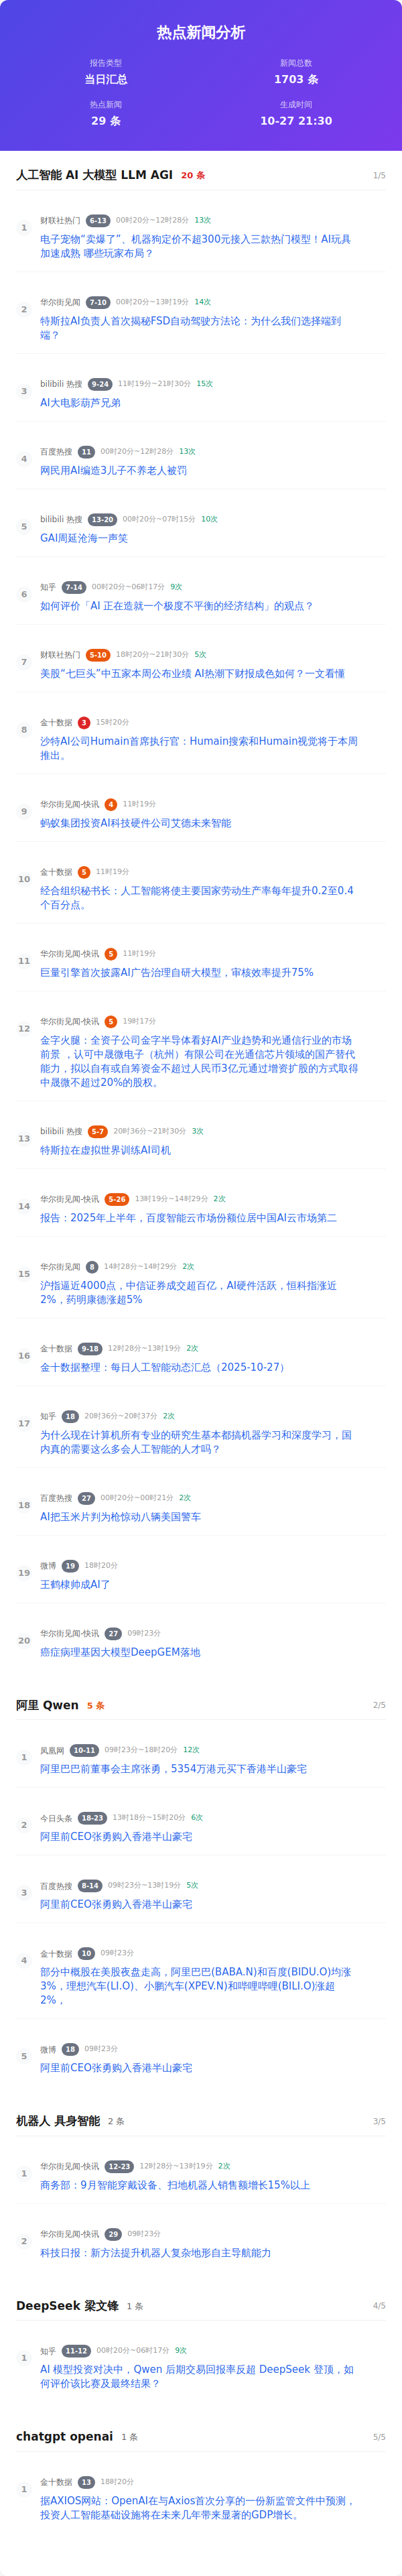 热点新闻分析
报告类型
新闻总数
当日汇总
1703 条
热点新闻
生成时间
29 条
10-27 21:30
人工智能 AI 大模型 LLM AGI 20 条 1/5
1 财联社热门 6-13 00时20分~12时28分 13次
电子宠物“卖爆了”、机器狗定价不超300元接入三款热门模型！AI玩具
加速成熟 哪些玩家布局？
2 华尔街见闻 7-10 00时20分~13时19分 14次
特斯拉AI负责人首次揭秘FSD自动驾驶方法论：为什么我们选择端到
端？
3 bilibili 热搜 9-24 11时19分~21时30分 15次
AI大电影葫芦兄弟
4 百度热搜 11 00时20分~12时28分 13次
网民用AI编造3儿子不养老人被罚
5 bilibili 热搜 13-20 00时20分~07时15分 10次
GAI周延沧海一声笑
6 知乎 7-14 00时20分~06时17分 9次
如何评价「AI 正在造就一个极度不平衡的经济结构」的观点？
7 财联社热门 5-10 18时20分~21时30分 5次
美股“七巨头”中五家本周公布业绩 AI热潮下财报成色如何？一文看懂
8 金十数据 3 15时20分
沙特AI公司Humain首席执行官：Humain搜索和Humain视觉将于本周
推出。
9 华尔街见闻-快讯 4 11时19分
蚂蚁集团投资AI科技硬件公司艾德未来智能
10 金十数据 5 11时19分
经合组织秘书长：人工智能将使主要国家劳动生产率每年提升0.2至0.4
个百分点。
11 华尔街见闻-快讯 5 11时19分
巨量引擎首次披露AI广告治理自研大模型，审核效率提升75%
12 华尔街见闻-快讯 5 19时17分
金字火腿：全资子公司金字半导体看好AI产业趋势和光通信行业的市场
前景 ，认可中晟微电子（杭州）有限公司在光通信芯片领域的国产替代
能力，拟以自有或自筹资金不超过人民币3亿元通过增资扩股的方式取得
中晟微不超过20%的股权。
13 bilibili 热搜 5-7 20时36分~21时30分 3次
特斯拉在虚拟世界训练AI司机
14 华尔街见闻-快讯 5-26 13时19分~14时29分 2次
报告：2025年上半年，百度智能云市场份额位居中国AI云市场第二
15 华尔街见闻 8 14时28分~14时29分 2次
沪指逼近4000点，中信证券成交超百亿，AI硬件活跃，恒科指涨近
2%，药明康德涨超5%
16 金十数据 9-18 12时28分~13时19分 2次
金十数据整理：每日人工智能动态汇总（2025-10-27）
17 知乎 18 20时36分~20时37分 2次
为什么现在计算机所有专业的研究生基本都搞机器学习和深度学习，国
内真的需要这么多会人工智能的人才吗？
18 百度热搜 27 00时20分~00时21分 2次
AI把玉米片判为枪惊动八辆美国警车
19 微博 19 18时20分
王鹤棣帅成AI了
20 华尔街见闻-快讯 27 09时23分
癌症病理基因大模型DeepGEM落地
阿里 Qwen 5 条 2/5
1 凤凰网 10-11 09时23分~18时20分 12次
阿里巴巴前董事会主席张勇，5354万港元买下香港半山豪宅
2 今日头条 18-23 13时18分~15时20分 6次
阿里前CEO张勇购入香港半山豪宅
3 百度热搜 8-14 09时23分~13时19分 5次
阿里前CEO张勇购入香港半山豪宅
4 金十数据 10 09时23分
部分中概股在美股夜盘走高，阿里巴巴(BABA.N)和百度(BIDU.O)均涨
3%，理想汽车(LI.O)、小鹏汽车(XPEV.N)和哔哩哔哩(BILI.O)涨超
2%，
5 微博 18 09时23分
阿里前CEO张勇购入香港半山豪宅
机器人 具身智能 2 条 3/5
1 华尔街见闻-快讯 12-23 12时28分~13时19分 2次
商务部：9月智能穿戴设备、扫地机器人销售额增长15%以上
2 华尔街见闻-快讯 29 09时23分
科技日报：新方法提升机器人复杂地形自主导航能力
DeepSeek 梁文锋 1 条 4/5
1 知乎 11-12 00时20分~06时17分 9次
AI 模型投资对决中，Qwen 后期交易回报率反超 DeepSeek 登顶，如
何评价该比赛及最终结果？
chatgpt openai 1 条 5/5
1 金十数据 13 18时20分
据AXIOS网站：OpenAI在与Axios首次分享的一份新监管文件中预测，
投资人工智能基础设施将在未来几年带来显著的GDP增长。